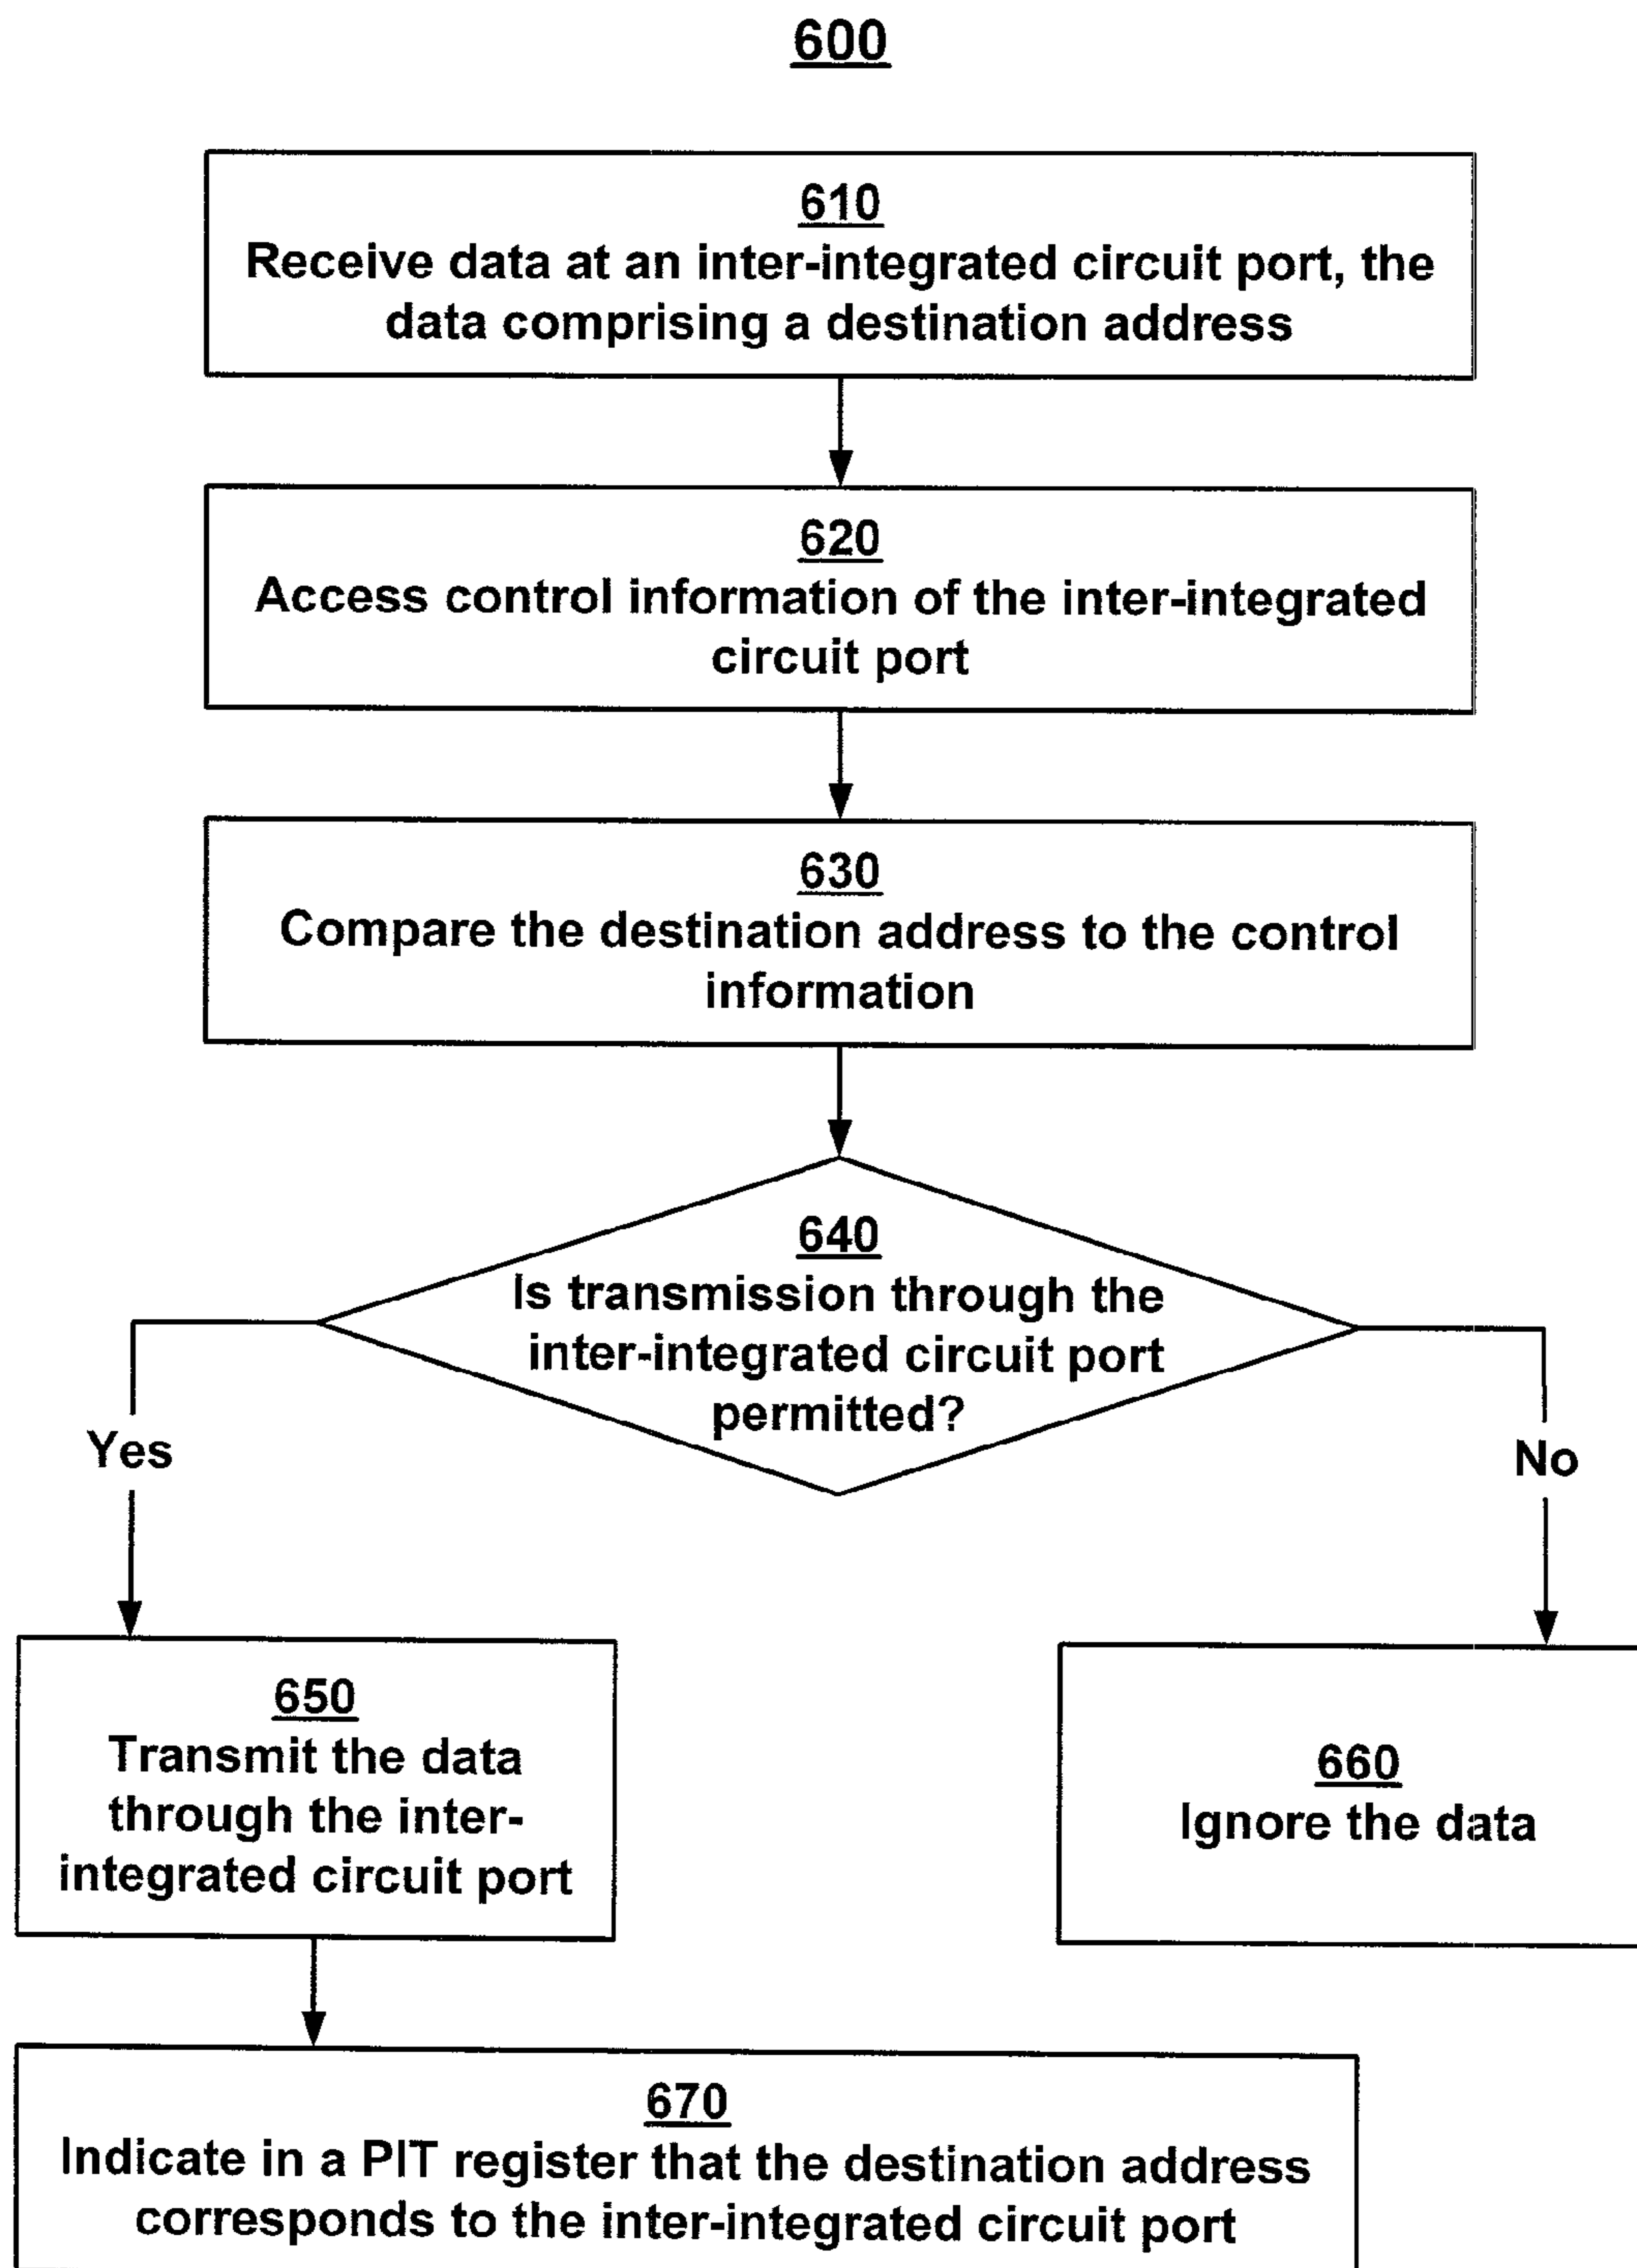 600
610
Receive data at an inter-integrated circuit port, the
data comprising a destination address
620
Access control information of the inter-integrated
circuit port
630
Compare the destination address to the control
information
640
Is transmission through the
inter-integrated circuit port
permitted?
Yes
No
650
Transmit the data
through the inter-
integrated circuit port
660
Ignore the data
670
Indicate in a PIT register that the destination address
corresponds to the inter-integrated circuit port